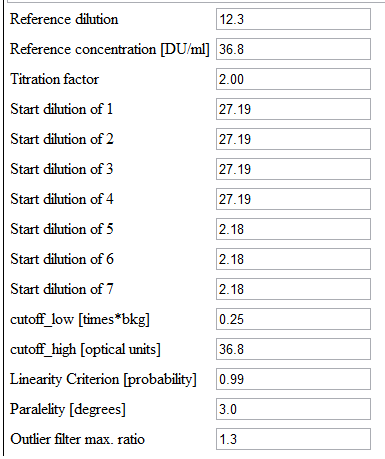 Reference dilution 12.3
Reference concentration [DU/ml] 36.8
Titration factor 2.00
Start dilution of 1 27.19
Start dilution of 2 27.19
Start dilution of 3 27.19
Start dilution of 4 27.19
Start dilution of 5 2.18
Start dilution of 6 2.18
Start dilution of 7 2.18
cutoff_low [times*bkg] 0.25
cutoff_high [optical units] 36.8
Linearity Criterion [probability] 0.99
Paralelity [degrees] 3.0
Outlier filter max. ratio 1.3